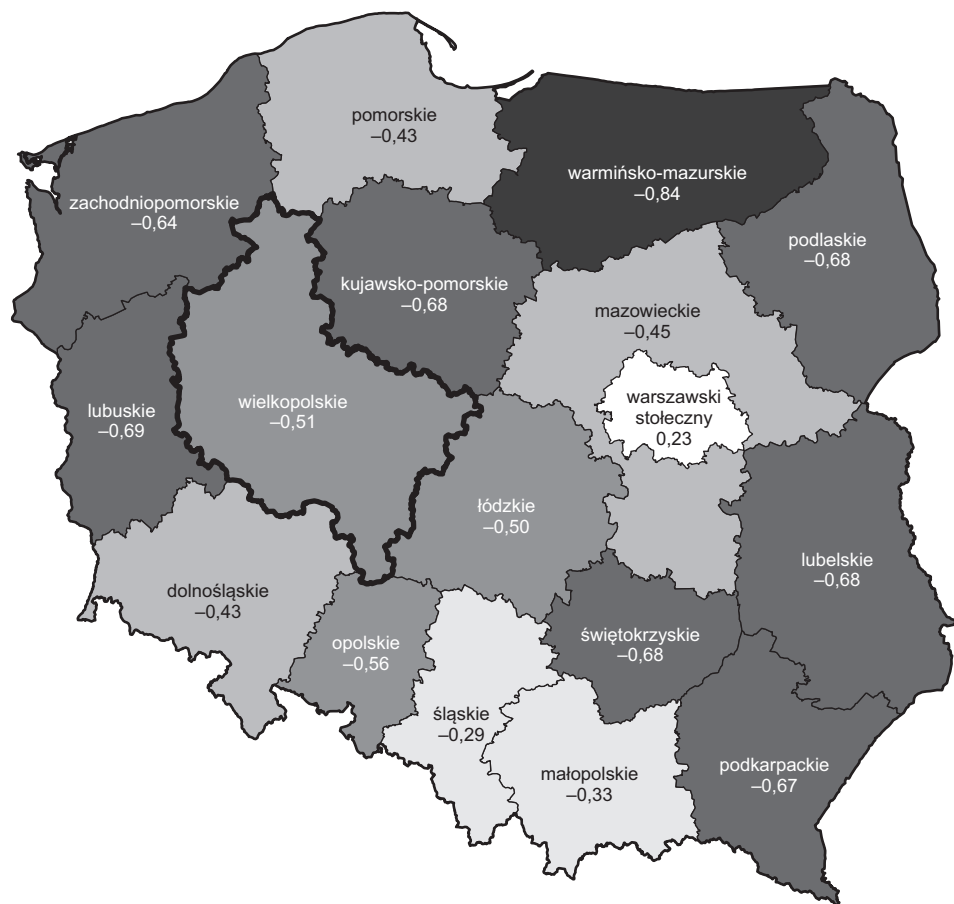 pomorskie
–0,43
warmińsko-mazurskie
–0,84
zachodniopomorskie
–0,64
podlaskie
–0,68
kujawsko-pomorskie
–0,68
mazowieckie
–0,45
warszawski
stołeczny
0,23
wielkopolskie
–0,51
lubuskie
–0,69
łódzkie
–0,50
lubelskie
–0,68
dolnośląskie
–0,43
opolskie
–0,56
świętokrzyskie
–0,68
śląskie
–0,29
małopolskie
–0,33
podkarpackie
–0,67